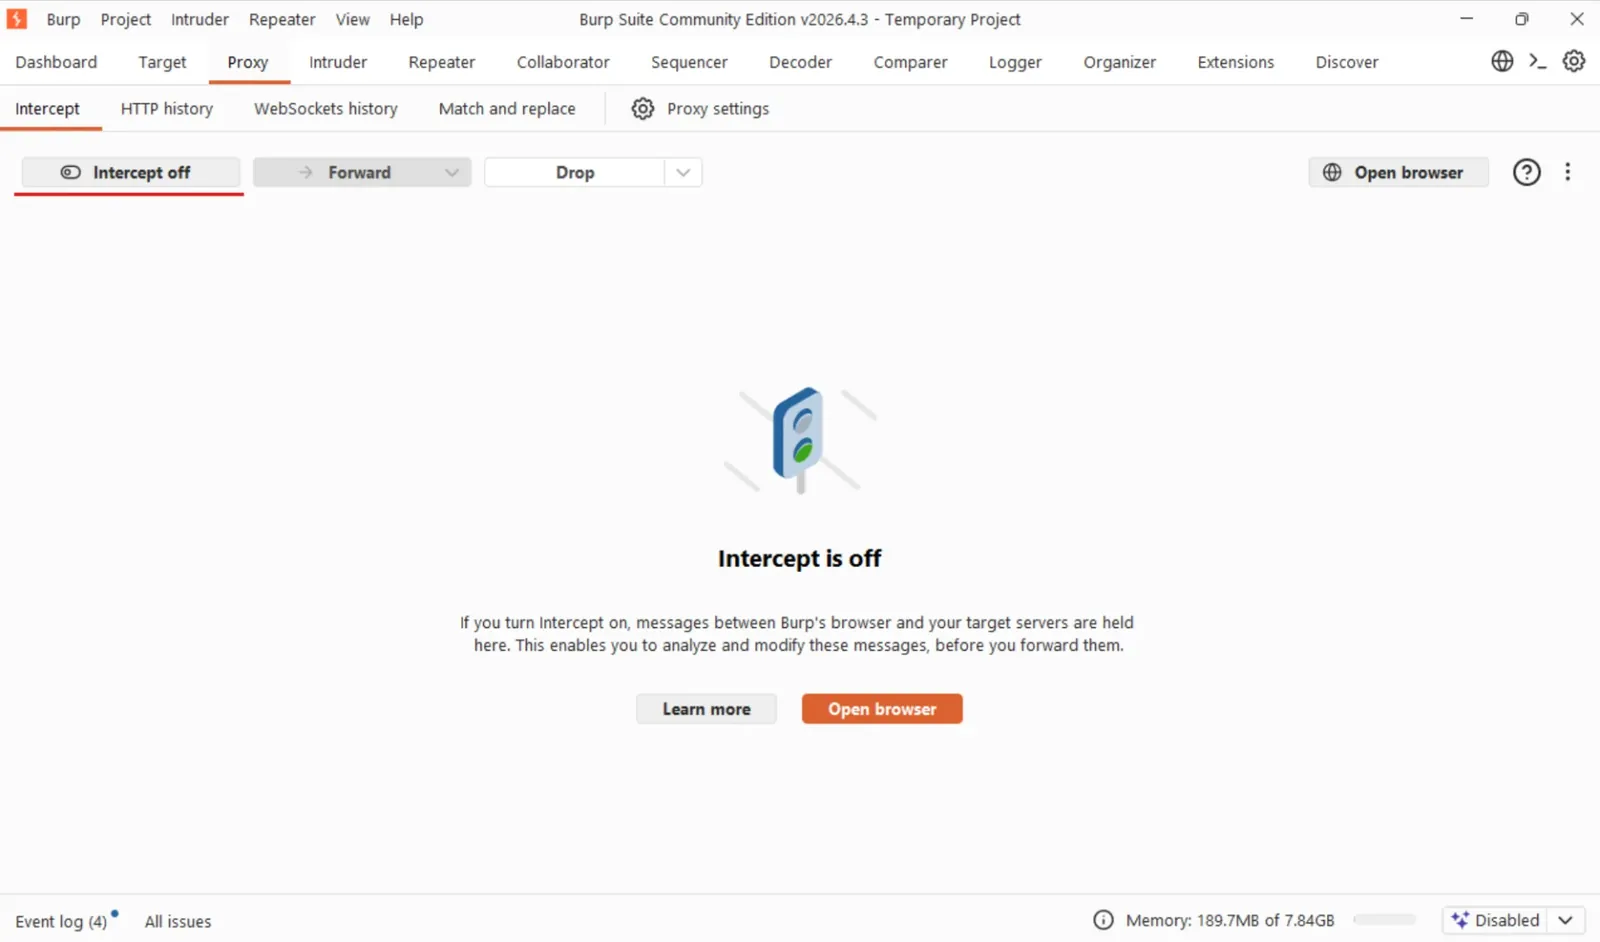 Burp Project Intruder Repeater View Help Burp Suite Community Edition v2026.4.3 - Temporary Project
Dashboard Target Proxy Intruder Repeater Collaborator Sequencer Decoder Comparer Logger Organizer Extensions Discover
Intercept HTTP history WebSockets history Match and replace Proxy settings
Intercept off Forward Drop Open browser
Intercept is off
If you turn Intercept on, messages between Burp's browser and your target servers are held
here. This enables you to analyze and modify these messages, before you forward them.
Learn more Open browser
Event log (4) All issues Memory: 189.7MB of 7.84GB Disabled